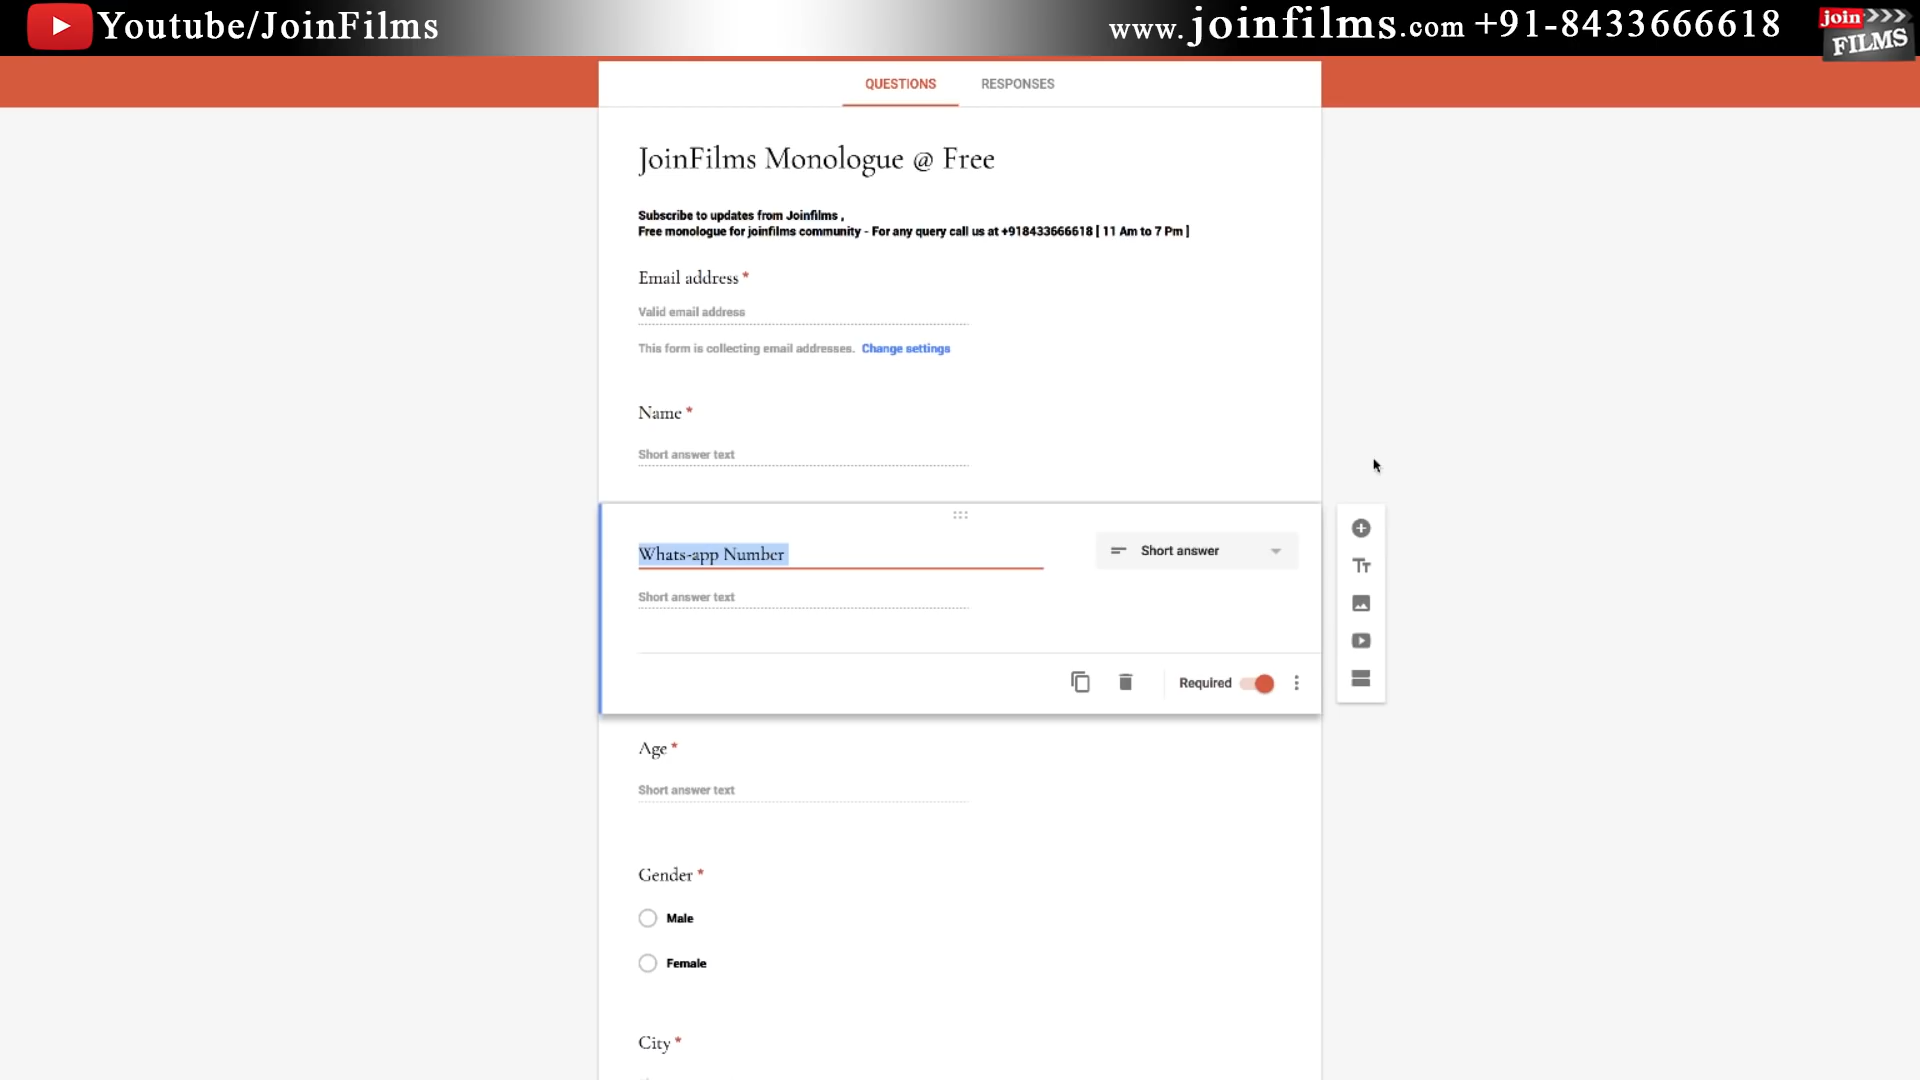 Youtube/JoinFilms
www.joinfilms.com +91-8433666618
join
FILMS
QUESTIONS RESPONSES
JoinFilms Monologue @ Free
Subscribe to updates from Joinfilms ,
Free monologue for joinfilms community - For any query call us at +918433666618 [ 11 Am to 7 Pm ]
Email address *
Valid email address
This form is collecting email addresses. Change settings
Name *
Short answer text
Whats-app Number
Short answer
Short answer text
Required
Age *
Short answer text
Gender *
Male
Female
City *